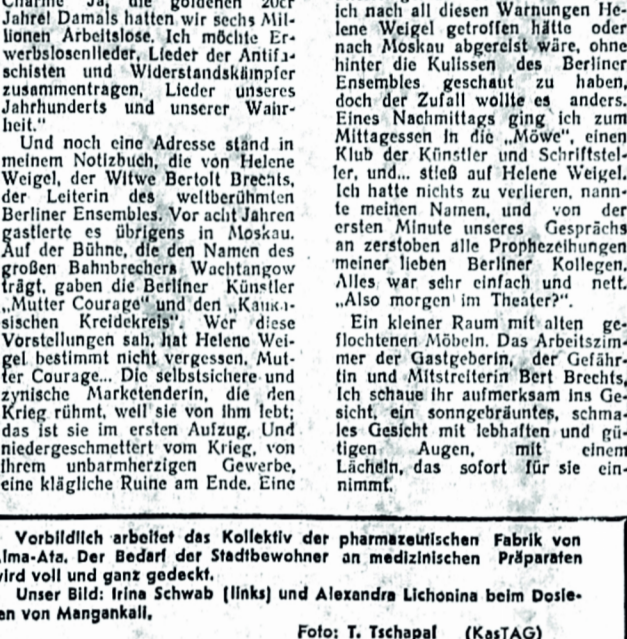 Charme Ja, die goldenen 20er
Jahre! Damals hatten wir sechs Mil-
lionen Arbeitslose. Ich möchte Er-
werbslosenlieder, Lieder der Antifa-
schisten und Widerstandskämpfer
zusammentragen, Lieder unseres
Jahrhunderts und unserer Wahr-
heit."
Und noch eine Adresse stand in
meinem Notizbuch, die von Helene
Weigel, der Witwe Bertolt Brechts,
der Leiterin des weltberühmten
Berliner Ensembles. Vor acht Jahren
gastierte es übrigens in Moskau.
Auf der Bühne, die den Namen des
großen Bahnbrechers Wachtangow
trägt, gaben die Berliner Künstler
„Mutter Courage" und den „Kauka-
sischen Kreidekreis". Wer diese
Vorstellungen sah, hat Helene Wei-
gel bestimmt nicht vergessen. Mut-
ter Courage... Die selbstsichere und
zynische Marketenderin, die den
Krieg rühmt, weil sie von ihm lebt;
das ist sie im ersten Aufzug. Und
niedergeschmettert vom Krieg, von
ihrem unbarmherzigen Gewerbe,
eine klägliche Ruine am Ende. Eine
ich nach all diesen Warnungen He-
lene Weigel getroffen hätte oder
nach Moskau abgereist wäre, ohne
hinter die Kulissen des Berliner
Ensembles geschaut zu haben,
doch der Zufall wollte es anders.
Eines Nachmittags ging ich zum
Mittagessen in die „Möwe", einen
Klub der Künstler und Schriftstel-
ler, und... stieß auf Helene Weigel.
Ich hatte nichts zu verlieren, nann-
te meinen Namen, und von der
ersten Minute unseres Gesprächs
an zerstoben alle Prophezeihungen
meiner lieben Berliner Kollegen.
Alles war sehr einfach und nett.
„Also morgen im Theater?".
Ein kleiner Raum mit alten ge-
flochtenen Möbeln. Das Arbeitszim-
mer der Gastgeberin, der Gefähr-
tin und Mitstreiterin Bert Brechts,
Ich schaue ihr aufmerksam ins Ge-
sicht, ein sonngebräuntes, schma-
les Gesicht mit lebhaften und gü-
tigen Augen, mit einem
Lächeln, das sofort für sie ein-
nimmt.
Vorbildlich arbeitet das Kollektiv der pharmazeutischen Fabrik von
lma-Ata. Der Bedarf der Stadtbewohner an medizinischen Präparaten
wird voll und ganz gedeckt.
Unser Bild: Irina Schwab (links) und Alexandra Lichonina beim Dosie-
en von Mangankali.
Foto: T. Tschapal (KasTAG)